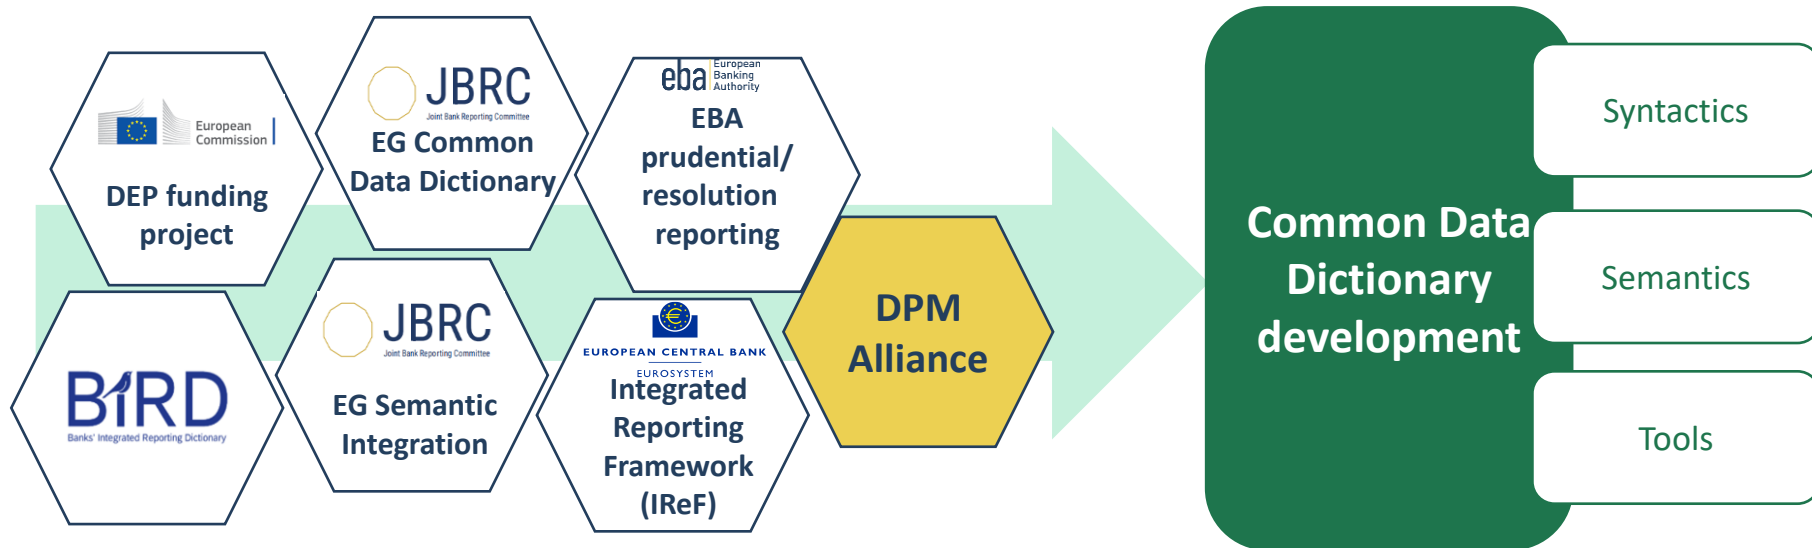 European
Commission
DEP funding
project
JBRC
Joint Bank Reporting Committee
EG Common
Data Dictionary
eba
European
Banking
Authority
EBA
prudential/
resolution
reporting
BIRD
Banks' Integrated Reporting Dictionary
JBRC
Joint Bank Reporting Committee
EG Semantic
Integration
EUROPEAN CENTRAL BANK
EUROSYSTEM
Integrated
Reporting
Framework
(IReF)
DPM
Alliance
Common Data
Dictionary
development
Syntactics
Semantics
Tools